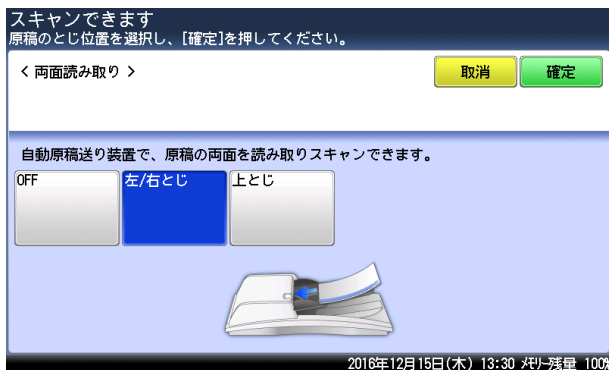 スキャンできます
原稿のとじ位置を選択し、[確定]を押してください。
< 両面読み取り >
取消
確定
自動原稿送り装置で、原稿の両面を読み取りスキャンできます。
OFF
左/右とじ
上とじ
2016年12月15日(木) 13:30 ﾒﾓﾘｰ残量 100%